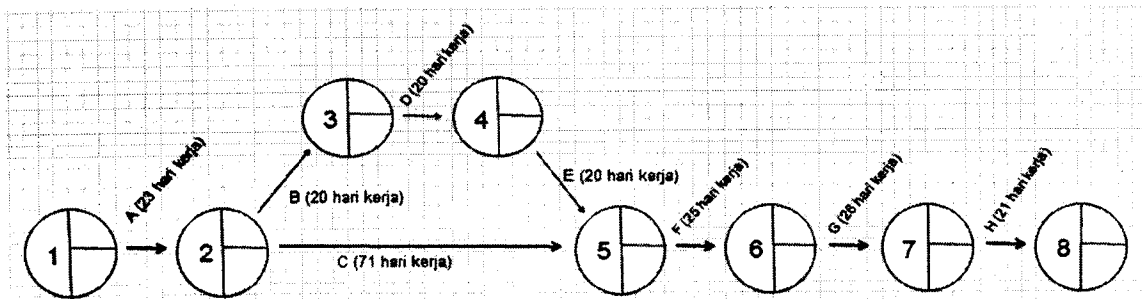 D (20 hari kerja)
3
4
A (23 hari kerja)
B (20 hari kerja)
E (20 hari kerja)
F (25 hari kerja)
G (26 hari kerja)
H (21 hari kerja)
1
2
C (71 hari kerja)
5
6
7
8